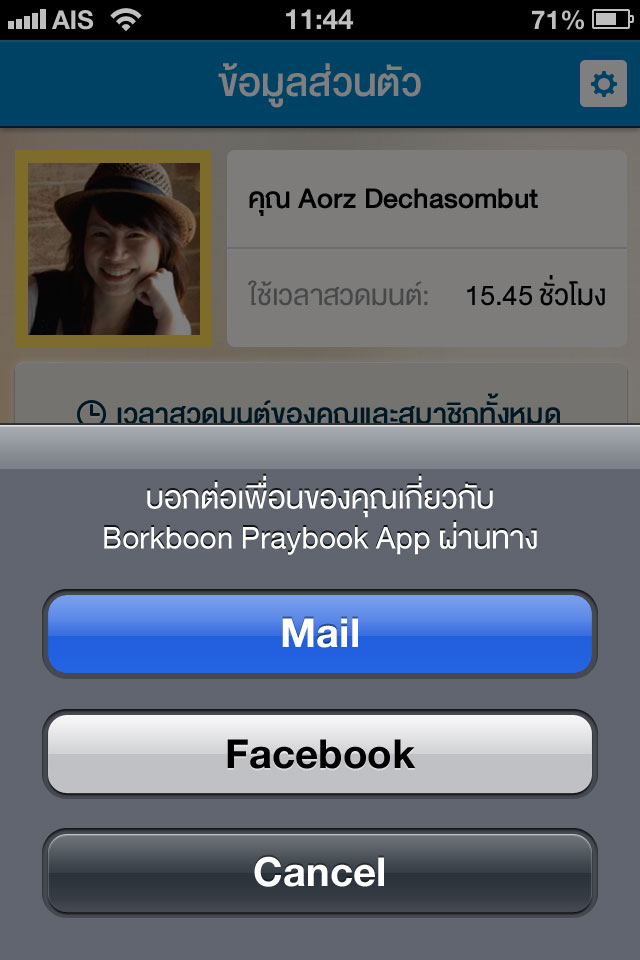 AIS 11:44 71%
ข้อมูลส่วนตัว
คุณ Aorz Dechasombut
ใช้เวลาสวดมนต์: 15.45 ชั่วโมง
เวลาสวดมนต์ของคุณและสมาชิกทั้งหมด
บอกต่อเพื่อนของคุณเกี่ยวกับ
Borkboon Praybook App ผ่านทาง
Mail
Facebook
Cancel